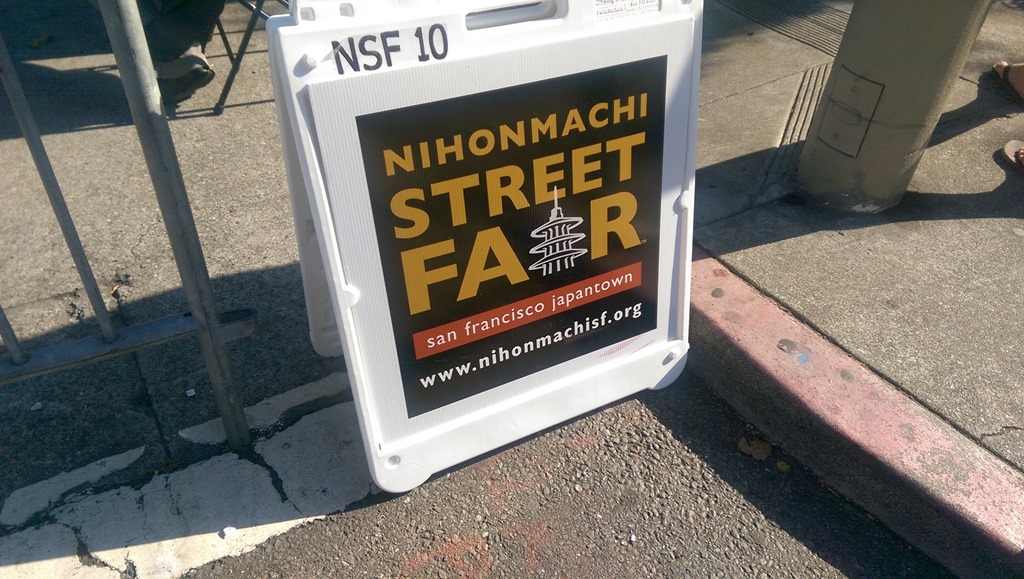 NSF 10
NIHONMACHI
STREET
FAIR
san francisco japantown
www.nihonmachisf.org